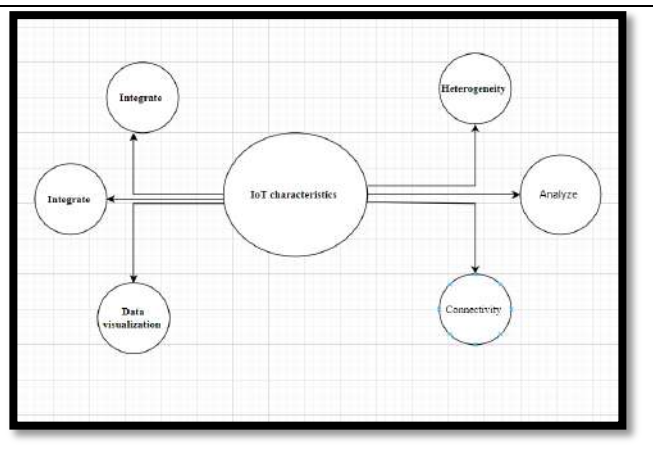 Integrate
Heterogeneity
Integrate
IoT characteristics
Analyze
Data
visualization
Connectivity